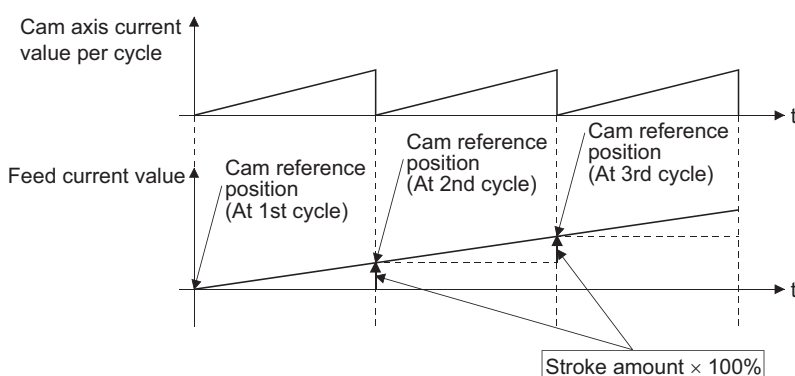 Cam axis current
value per cycle
t
Feed current value
Cam reference
position
(At 1st cycle)
Cam reference
position
(At 2nd cycle)
Cam reference
position
(At 3rd cycle)
t
Stroke amount × 100%